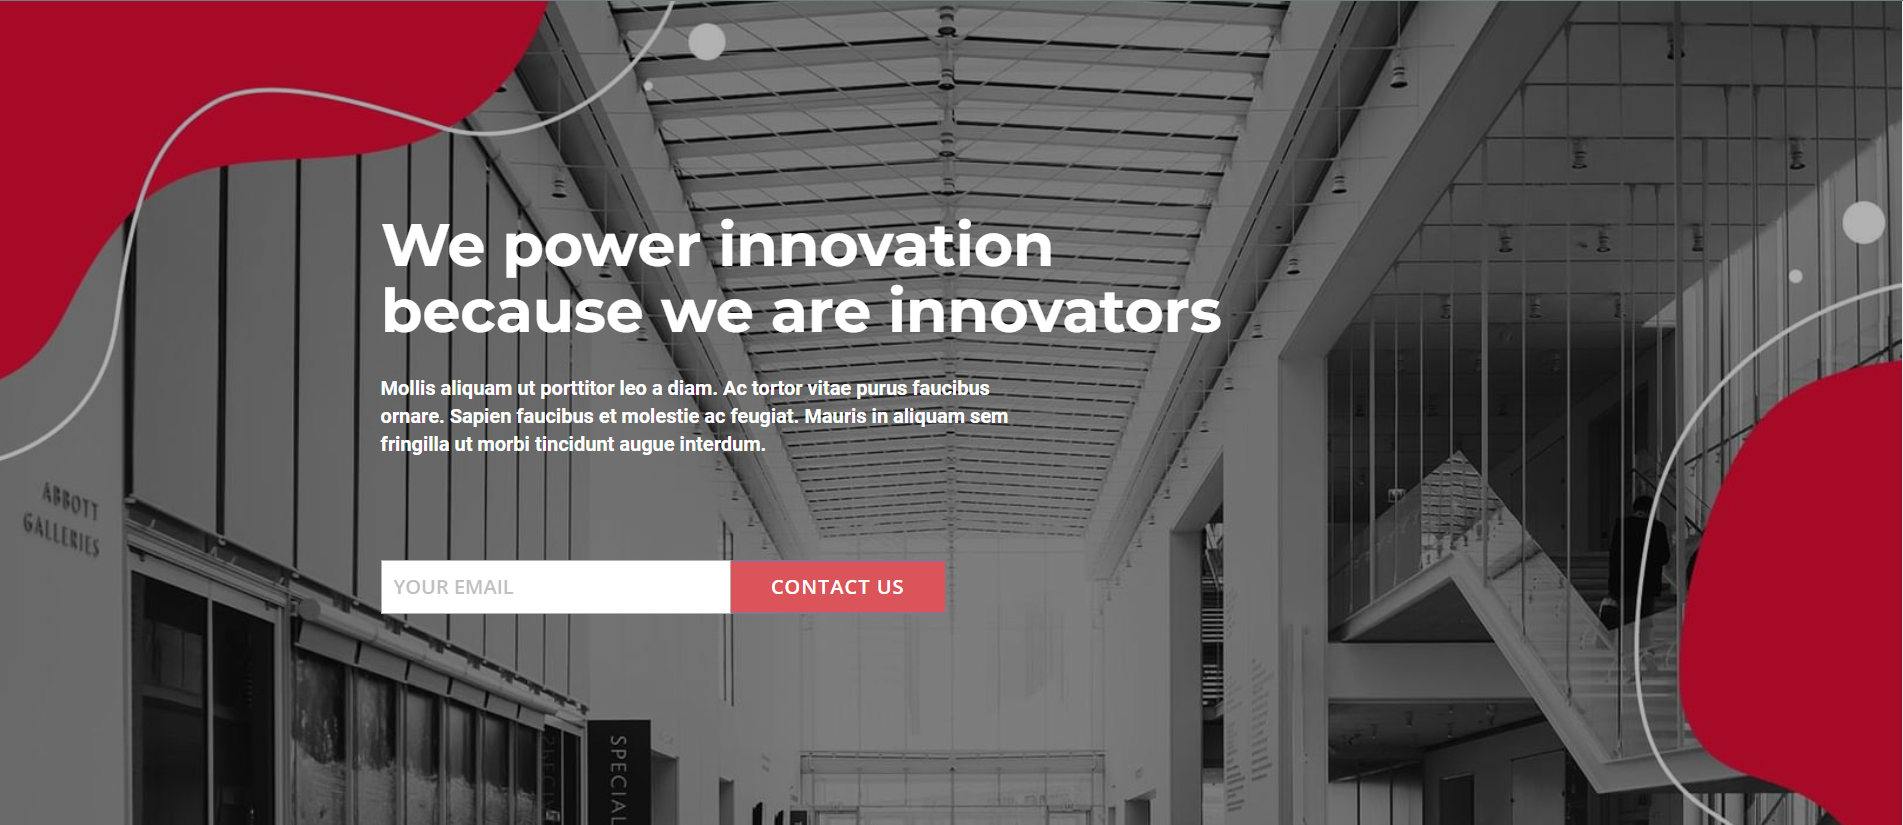 We power innovation
because we are innovators
Mollis aliquam ut porttitor leo a diam. Ac tortor vitae purus faucibus
ornare. Sapien faucibus et molestie ac feugiat. Mauris in aliquam sem
fringilla ut morbi tincidunt augue interdum.
ABBOTT
GALLERIES
YOUR EMAIL
CONTACT US
SPECIAL